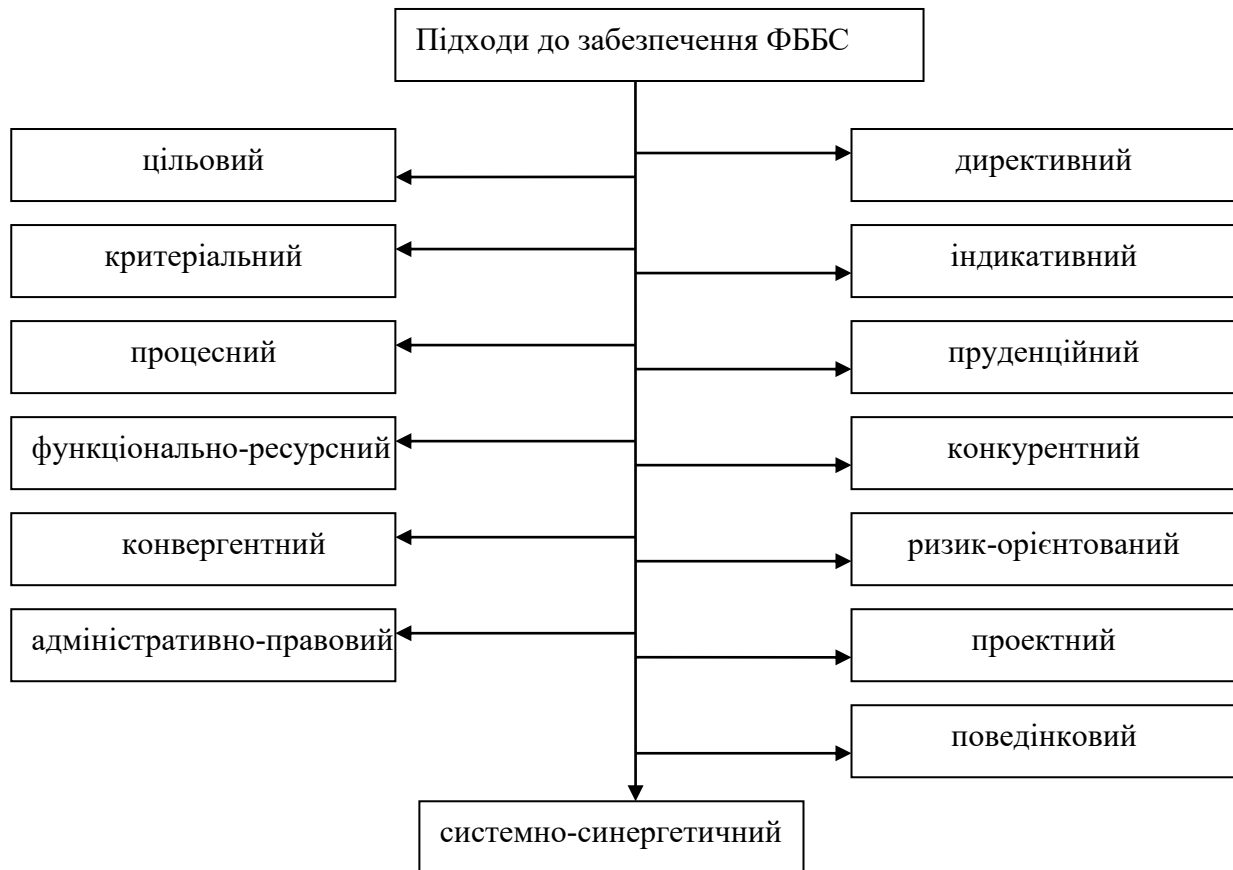 Підходи до забезпечення ФББС
цільовий
директивний
критеріальний
індикативний
процесний
пруденційний
функціонально-ресурсний
конкурентний
конвергентний
ризик-орієнтований
адміністративно-правовий
проектний
поведінковий
системно-синергетичний